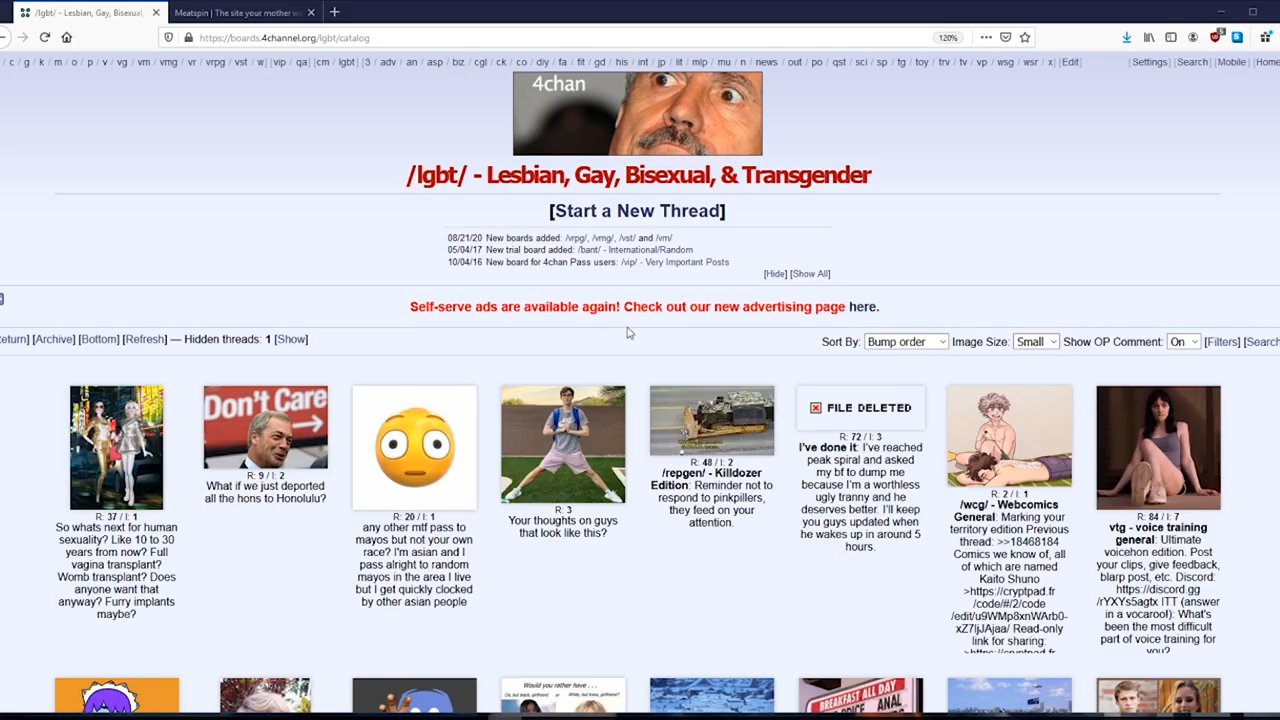 /lgbt/ - Lesbian, Gay, Bisexual,
Meatspin | The site your mother w
https://boards.4channel.org/lgbt/catalog
120%
/ c / g / k / m / o / p / v / vg / vm / vmg / vr / vrpg / vst / w] [vip / qa] [cm / lgbt] [3 / adv / an / asp / biz / cgl / ck / co / diy / fa / fit / gd / his / int / jp / lit / mlp / mu / n / news / out / po / qst / sci / sp / tg / toy / trv / tv / vp / wsg / wsr / x] [Edit]
[Settings] [Search] [Mobile] [Home
4chan
/lgbt/ - Lesbian, Gay, Bisexual, & Transgender
[Start a New Thread]
08/21/20 New boards added: /vrpg/, /vmg/, /vst/ and /vm/
05/04/17 New trial board added: /bant/ - International/Random
10/04/16 New board for 4chan Pass users: /vip/ - Very Important Posts
[Hide] [Show All]
Self-serve ads are available again! Check out our new advertising page here.
eturn] [Archive] [Bottom] [Refresh] — Hidden threads: 1 [Show]
Sort By: Bump order Image Size: Small Show OP Comment: On [Filters] [Search
R: 37 / I: 1
So whats next for human
sexuality? Like 10 to 30
years from now? Full
vagina transplant?
Womb transplant? Does
anyone want that
anyway? Furry implants
maybe?
Don't Care
R: 9 / I: 2
What if we just deported
all the hons to Honolulu?
R: 20 / I: 1
any other mtf pass to
mayos but not your own
race? I'm asian and I
pass alright to random
mayos in the area I live
but I get quickly clocked
by other asian people
R: 3
Your thoughts on guys
that look like this?
R: 48 / I: 2
/repgen/ - Killdozer
Edition: Reminder not to
respond to pinkpillers,
they feed on your
attention.
FILE DELETED
R: 72 / I: 3
I've done it: I've reached
peak spiral and asked
my bf to dump me
because I'm a worthless
ugly tranny and he
deserves better. I'll keep
you guys updated when
he wakes up in around 5
hours.
R: 2 / I: 1
/wcg/ - Webcomics
General: Marking your
territory edition Previous
thread: >>18468184
Comics we know of, all
of which are named
Kaito Shuno
>https://cryptpad.fr
/code/#/2/code
/edit/u9WMp8xnWArb0-
xZ7IjJAjaa/ Read-only
link for sharing:
>https://cryptpad.fr
R: 84 / I: 7
vtg - voice training
general: Ultimate
voicehon edition. Post
your clips, give feedback,
blarp post, etc. Discord:
https://discord.gg
/rYXYs5agtx ITT (answer
in a vocarool): What's
been the most difficult
part of voice training for
you?
Would you rather have . . .
BREAKFAST ALL DAY
ANAL